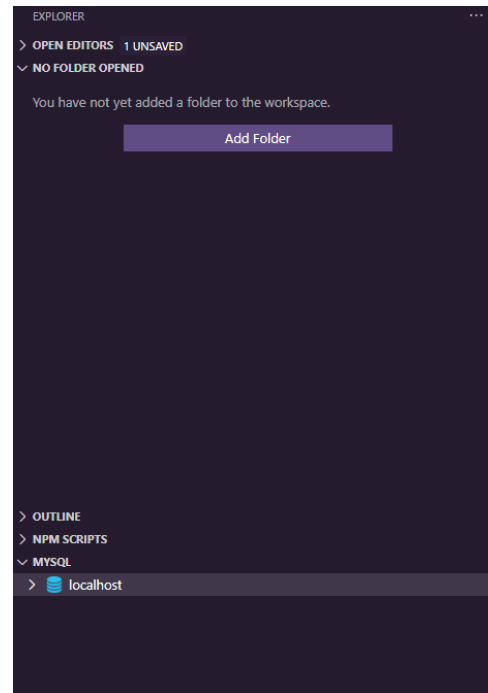 EXPLORER
OPEN EDITORS 1 UNSAVED
NO FOLDER OPENED
You have not yet added a folder to the workspace.
Add Folder
OUTLINE
NPM SCRIPTS
MYSQL
localhost